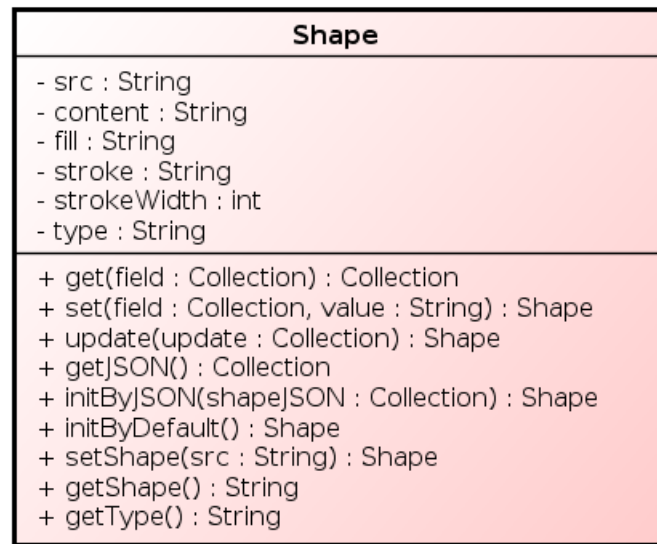 Shape
- src : String
- content : String
- fill : String
- stroke : String
- strokeWidth : int
- type : String
+ get(field : Collection) : Collection
+ set(field : Collection, value : String) : Shape
+ update(update : Collection) : Shape
+ getJSON() : Collection
+ initByJSON(shapeJSON : Collection) : Shape
+ initByDefault() : Shape
+ setShape(src : String) : Shape
+ getShape() : String
+ getType() : String